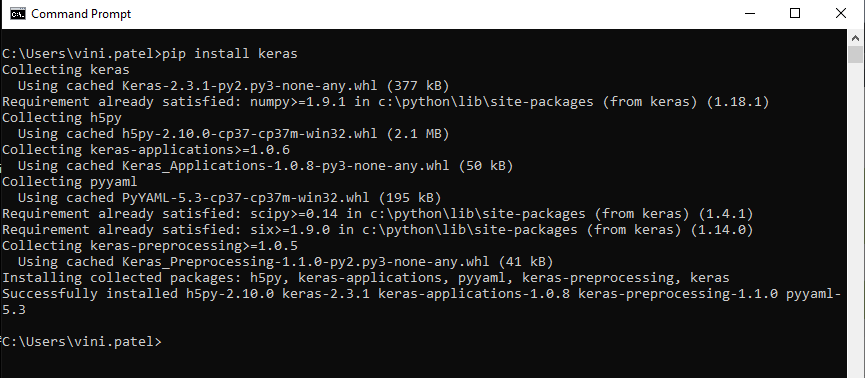 Command Prompt
C:\Users\vini.patel>pip install keras
Collecting keras
  Using cached Keras-2.3.1-py2.py3-none-any.whl (377 kB)
Requirement already satisfied: numpy>=1.9.1 in c:\python\lib\site-packages (from keras) (1.18.1)
Collecting h5py
  Using cached h5py-2.10.0-cp37-cp37m-win32.whl (2.1 MB)
Collecting keras-applications>=1.0.6
  Using cached Keras_Applications-1.0.8-py3-none-any.whl (50 kB)
Collecting pyyaml
  Using cached PyYAML-5.3-cp37-cp37m-win32.whl (195 kB)
Requirement already satisfied: scipy>=0.14 in c:\python\lib\site-packages (from keras) (1.4.1)
Requirement already satisfied: six>=1.9.0 in c:\python\lib\site-packages (from keras) (1.14.0)
Collecting keras-preprocessing>=1.0.5
  Using cached Keras_Preprocessing-1.1.0-py2.py3-none-any.whl (41 kB)
Installing collected packages: h5py, keras-applications, pyyaml, keras-preprocessing, keras
Successfully installed h5py-2.10.0 keras-2.3.1 keras-applications-1.0.8 keras-preprocessing-1.1.0 pyyaml-
5.3
C:\Users\vini.patel>